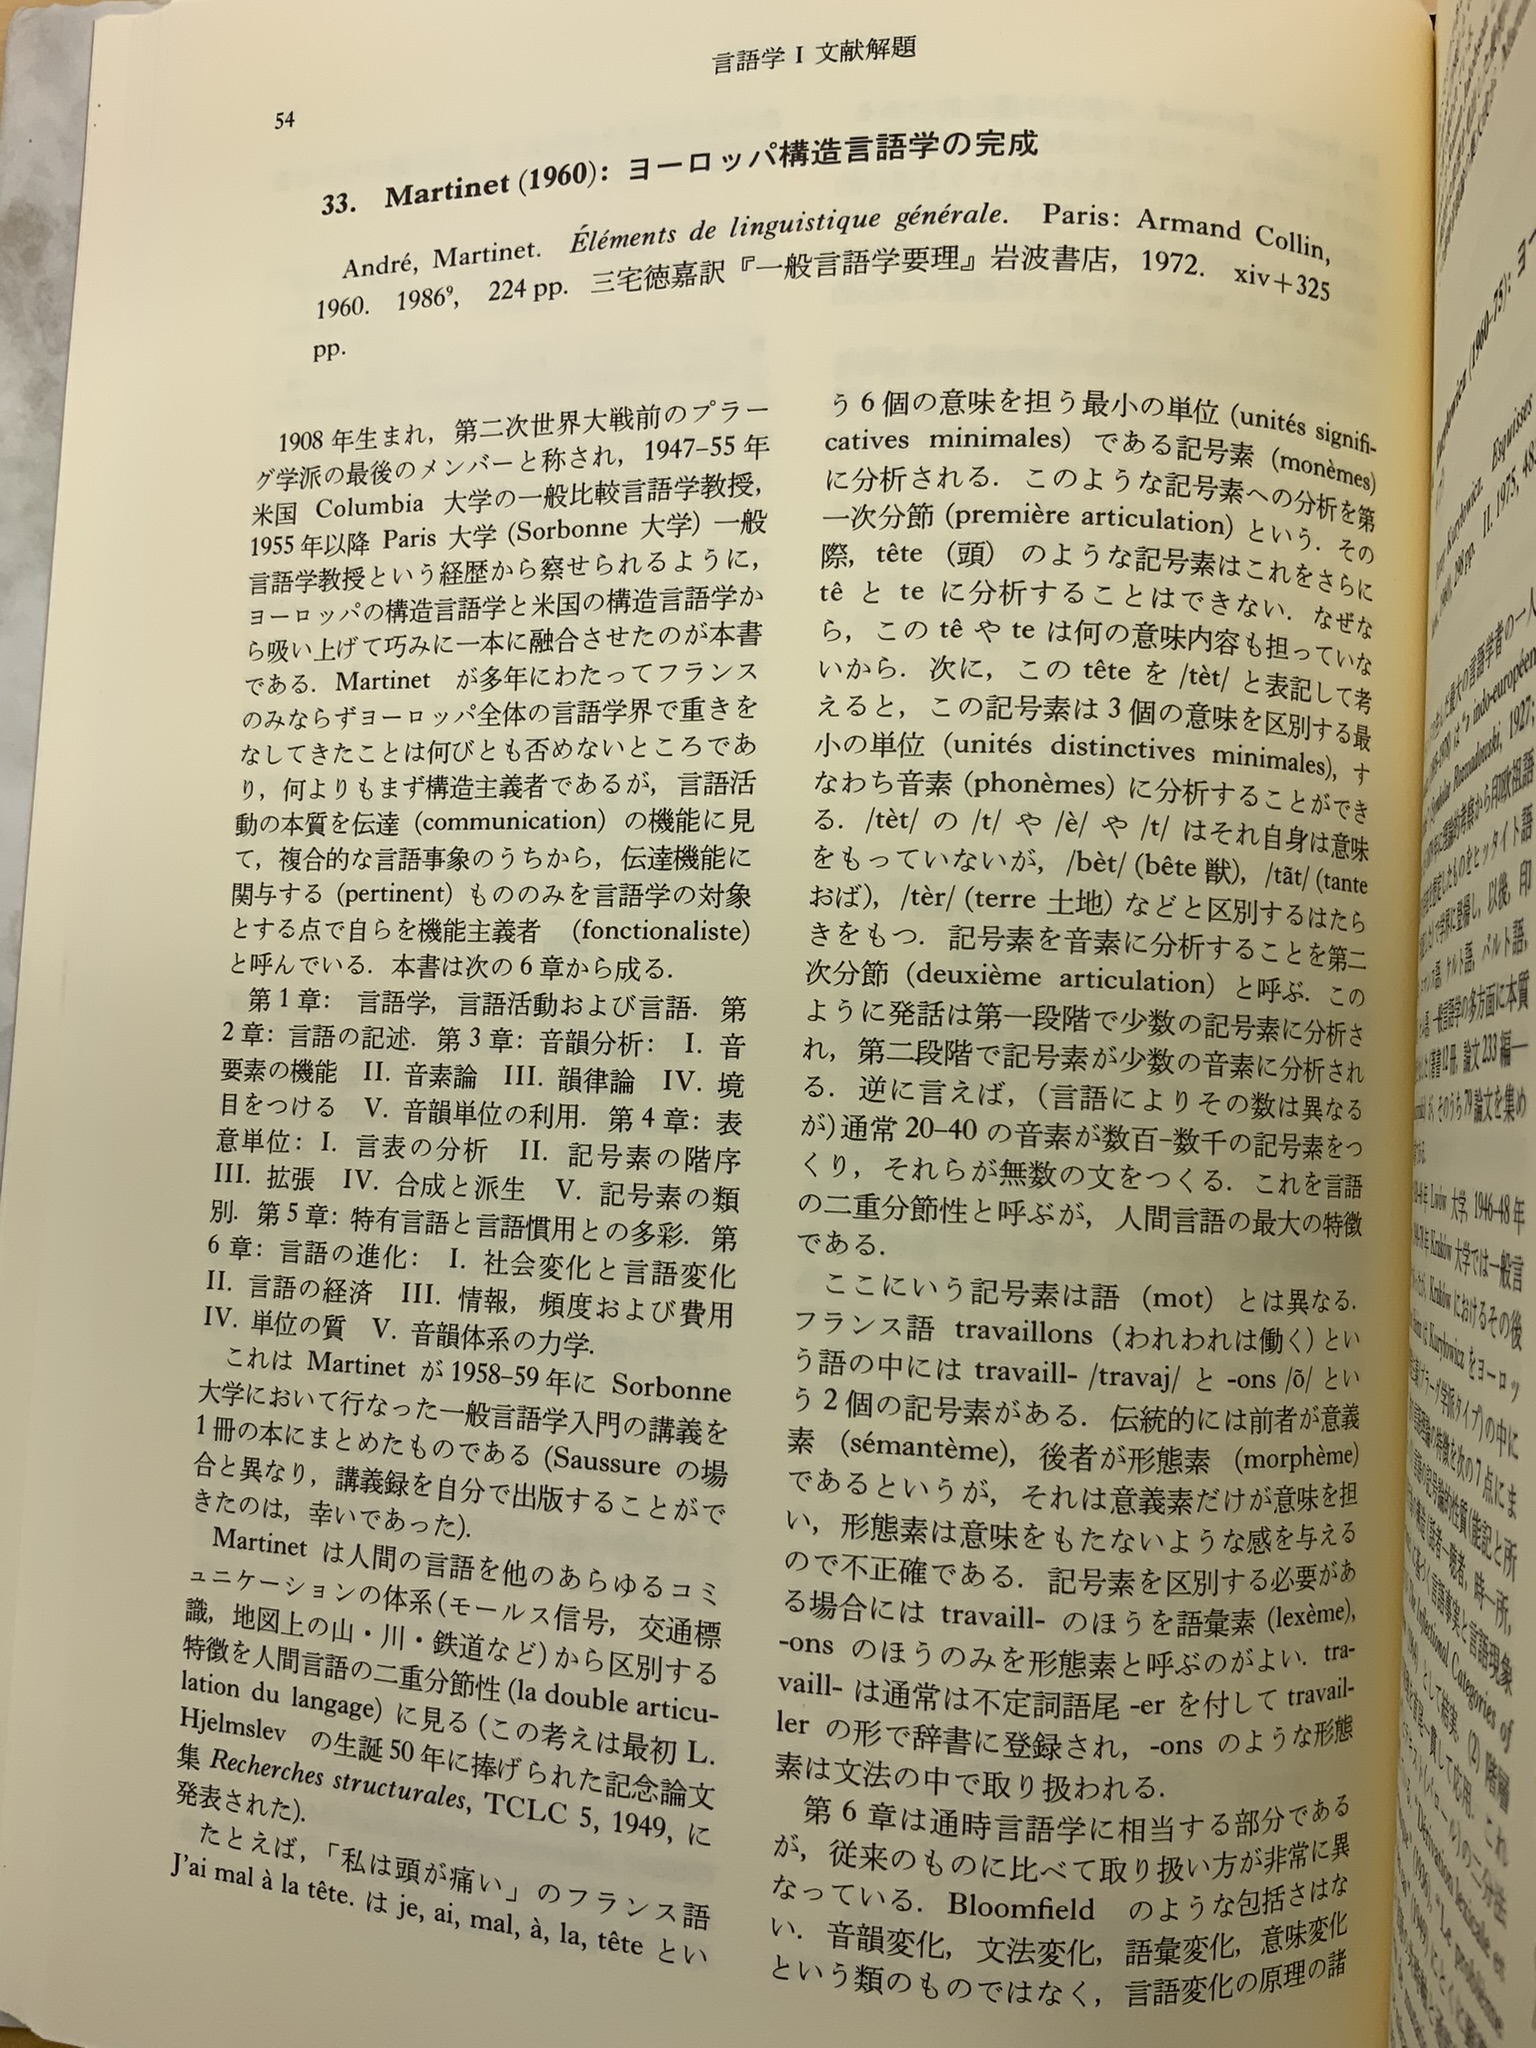 言語学 I 文献解題
54
33. Martinet (1960): ヨーロッパ構造言語学の完成
André, Martinet. Éléments de linguistique générale. Paris: Armand Collin,
1960. 1986⁹, 224 pp. 三宅徳嘉訳『一般言語学要理』岩波書店, 1972. xiv+325
pp.
1908 年生まれ, 第二次世界大戦前のプラー
グ学派の最後のメンバーと称され, 1947–55 年
米国 Columbia 大学の一般比較言語学教授,
1955 年以降 Paris 大学 (Sorbonne 大学) 一般
言語学教授という経歴から察せられるように,
ヨーロッパの構造言語学と米国の構造言語学か
ら吸い上げて巧みに一本に融合させたのが本書
である. Martinet が多年にわたってフランス
のみならずヨーロッパ全体の言語学界で重きを
なしてきたことは何びとも否めないところであ
り, 何よりもまず構造主義者であるが, 言語活
動の本質を伝達 (communication) の機能に見
て, 複合的な言語事象のうちから, 伝達機能に
関与する (pertinent) もののみを言語学の対象
とする点で自らを機能主義者 (fonctionaliste)
と呼んでいる. 本書は次の 6 章から成る.
第 1 章: 言語学, 言語活動および言語. 第
2 章: 言語の記述. 第 3 章: 音韻分析: I. 音
要素の機能 II. 音素論 III. 韻律論 IV. 境
目をつける V. 音韻単位の利用. 第 4 章: 表
意単位: I. 言表の分析 II. 記号素の階序
III. 拡張 IV. 合成と派生 V. 記号素の類
別. 第 5 章: 特有言語と言語慣用との多彩. 第
6 章: 言語の進化: I. 社会変化と言語変化
II. 言語の経済 III. 情報, 頻度および費用
IV. 単位の質 V. 音韻体系の力学.
これは Martinet が 1958–59 年に Sorbonne
大学において行なった一般言語学入門の講義を
1 冊の本にまとめたものである (Saussure の場
合と異なり, 講義録を自分で出版することがで
きたのは, 幸いであった).
Martinet は人間の言語を他のあらゆるコミ
ュニケーションの体系 (モールス信号, 交通標
識, 地図上の山・川・鉄道など) から区別する
特徴を人間言語の二重分節性 (la double articu-
lation du langage) に見る (この考えは最初 L.
Hjelmslev の生誕 50 年に捧げられた記念論文
集 Recherches structurales, TCLC 5, 1949, に
発表された).
たとえば, 「私は頭が痛い」のフランス語
J'ai mal à la tête. は je, ai, mal, à, la, tête とい
う 6 個の意味を担う最小の単位 (unités signifi-
catives minimales) である記号素 (monèmes)
に分析される. このような記号素への分析を第
一次分節 (première articulation) という. その
際, tête (頭) のような記号素はこれをさらに
tê と te に分析することはできない. なぜな
ら, この tê や te は何の意味内容も担っていな
いから. 次に, この tête を /tèt/ と表記して考
えると, この記号素は 3 個の意味を区別する最
小の単位 (unités distinctives minimales), す
なわち音素 (phonèmes) に分析することができ
る. /tèt/ の /t/ や /è/ や /t/ はそれ自身は意味
をもっていないが, /bèt/ (bête 獣), /tãt/ (tante
おば), /tèr/ (terre 土地) などと区別するはたら
きをもつ. 記号素を音素に分析することを第二
次分節 (deuxième articulation) と呼ぶ. この
ように発話は第一段階で少数の記号素に分析さ
れ, 第二段階で記号素が少数の音素に分析され
る. 逆に言えば, (言語によりその数は異なる
が) 通常 20–40 の音素が数百–数千の記号素をつ
くり, それらが無数の文をつくる. これを言語
の二重分節性と呼ぶが, 人間言語の最大の特徴
である.
ここにいう記号素は語 (mot) とは異なる.
フランス語 travaillons (われわれは働く) とい
う語の中には travaill- /travaj/ と -ons /õ/ とい
う 2 個の記号素がある. 伝統的には前者が意義
素 (sémantème), 後者が形態素 (morphème)
であるというが, それは意義素だけが意味を担
い, 形態素は意味をもたないような感を与える
ので不正確である. 記号素を区別する必要があ
る場合には travaill- のほうを語彙素 (lexème),
-ons のほうのみを形態素と呼ぶのがよい. tra-
vaill- は通常は不定詞語尾 -er を付して travail-
ler の形で辞書に登録され, -ons のような形態
素は文法の中で取り扱われる.
第 6 章は通時言語学に相当する部分である
が, 従来のものに比べて取り扱い方が非常に異
なっている. Bloomfield のような包括さはな
い. 音韻変化, 文法変化, 語彙変化, 意味変化
という類のものではなく, 言語変化の原理の諸